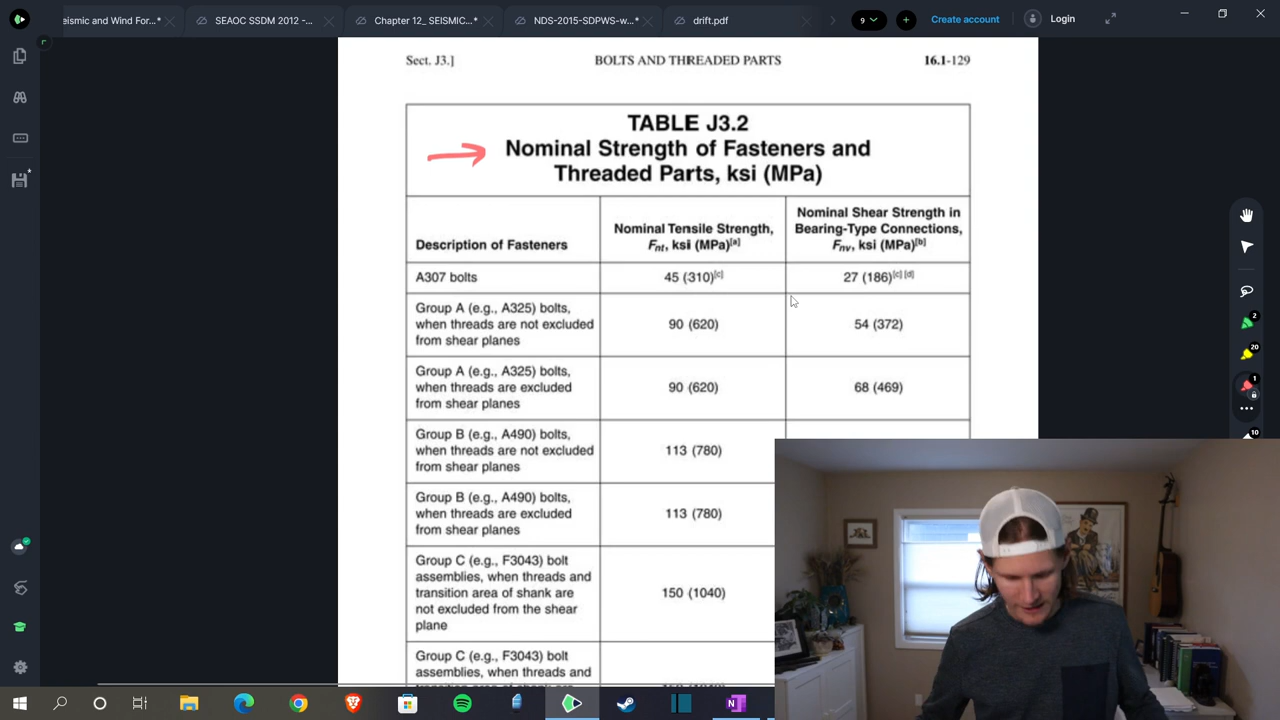 eismic and Wind For...*
SEAOC SSDM 2012 -...
Chapter 12_ SEISMIC...*
NDS-2015-SDPWS-w...*
drift.pdf
9
Create account
Login
Sect. J3.]
BOLTS AND THREADED PARTS
16.1-129
TABLE J3.2
Nominal Strength of Fasteners and
Threaded Parts, ksi (MPa)
Description of Fasteners
Nominal Tensile Strength,
Fnt, ksi (MPa)[a]
Nominal Shear Strength in
Bearing-Type Connections,
Fnv, ksi (MPa)[b]
A307 bolts
45 (310)[c]
27 (186)[c] [d]
Group A (e.g., A325) bolts,
when threads are not excluded
from shear planes
90 (620)
54 (372)
Group A (e.g., A325) bolts,
when threads are excluded
from shear planes
90 (620)
68 (469)
Group B (e.g., A490) bolts,
when threads are not excluded
from shear planes
113 (780)
Group B (e.g., A490) bolts,
when threads are excluded
from shear planes
113 (780)
Group C (e.g., F3043) bolt
assemblies, when threads and
transition area of shank are
not excluded from the shear
plane
150 (1040)
Group C (e.g., F3043) bolt
assemblies, when threads and
2
20
1
10